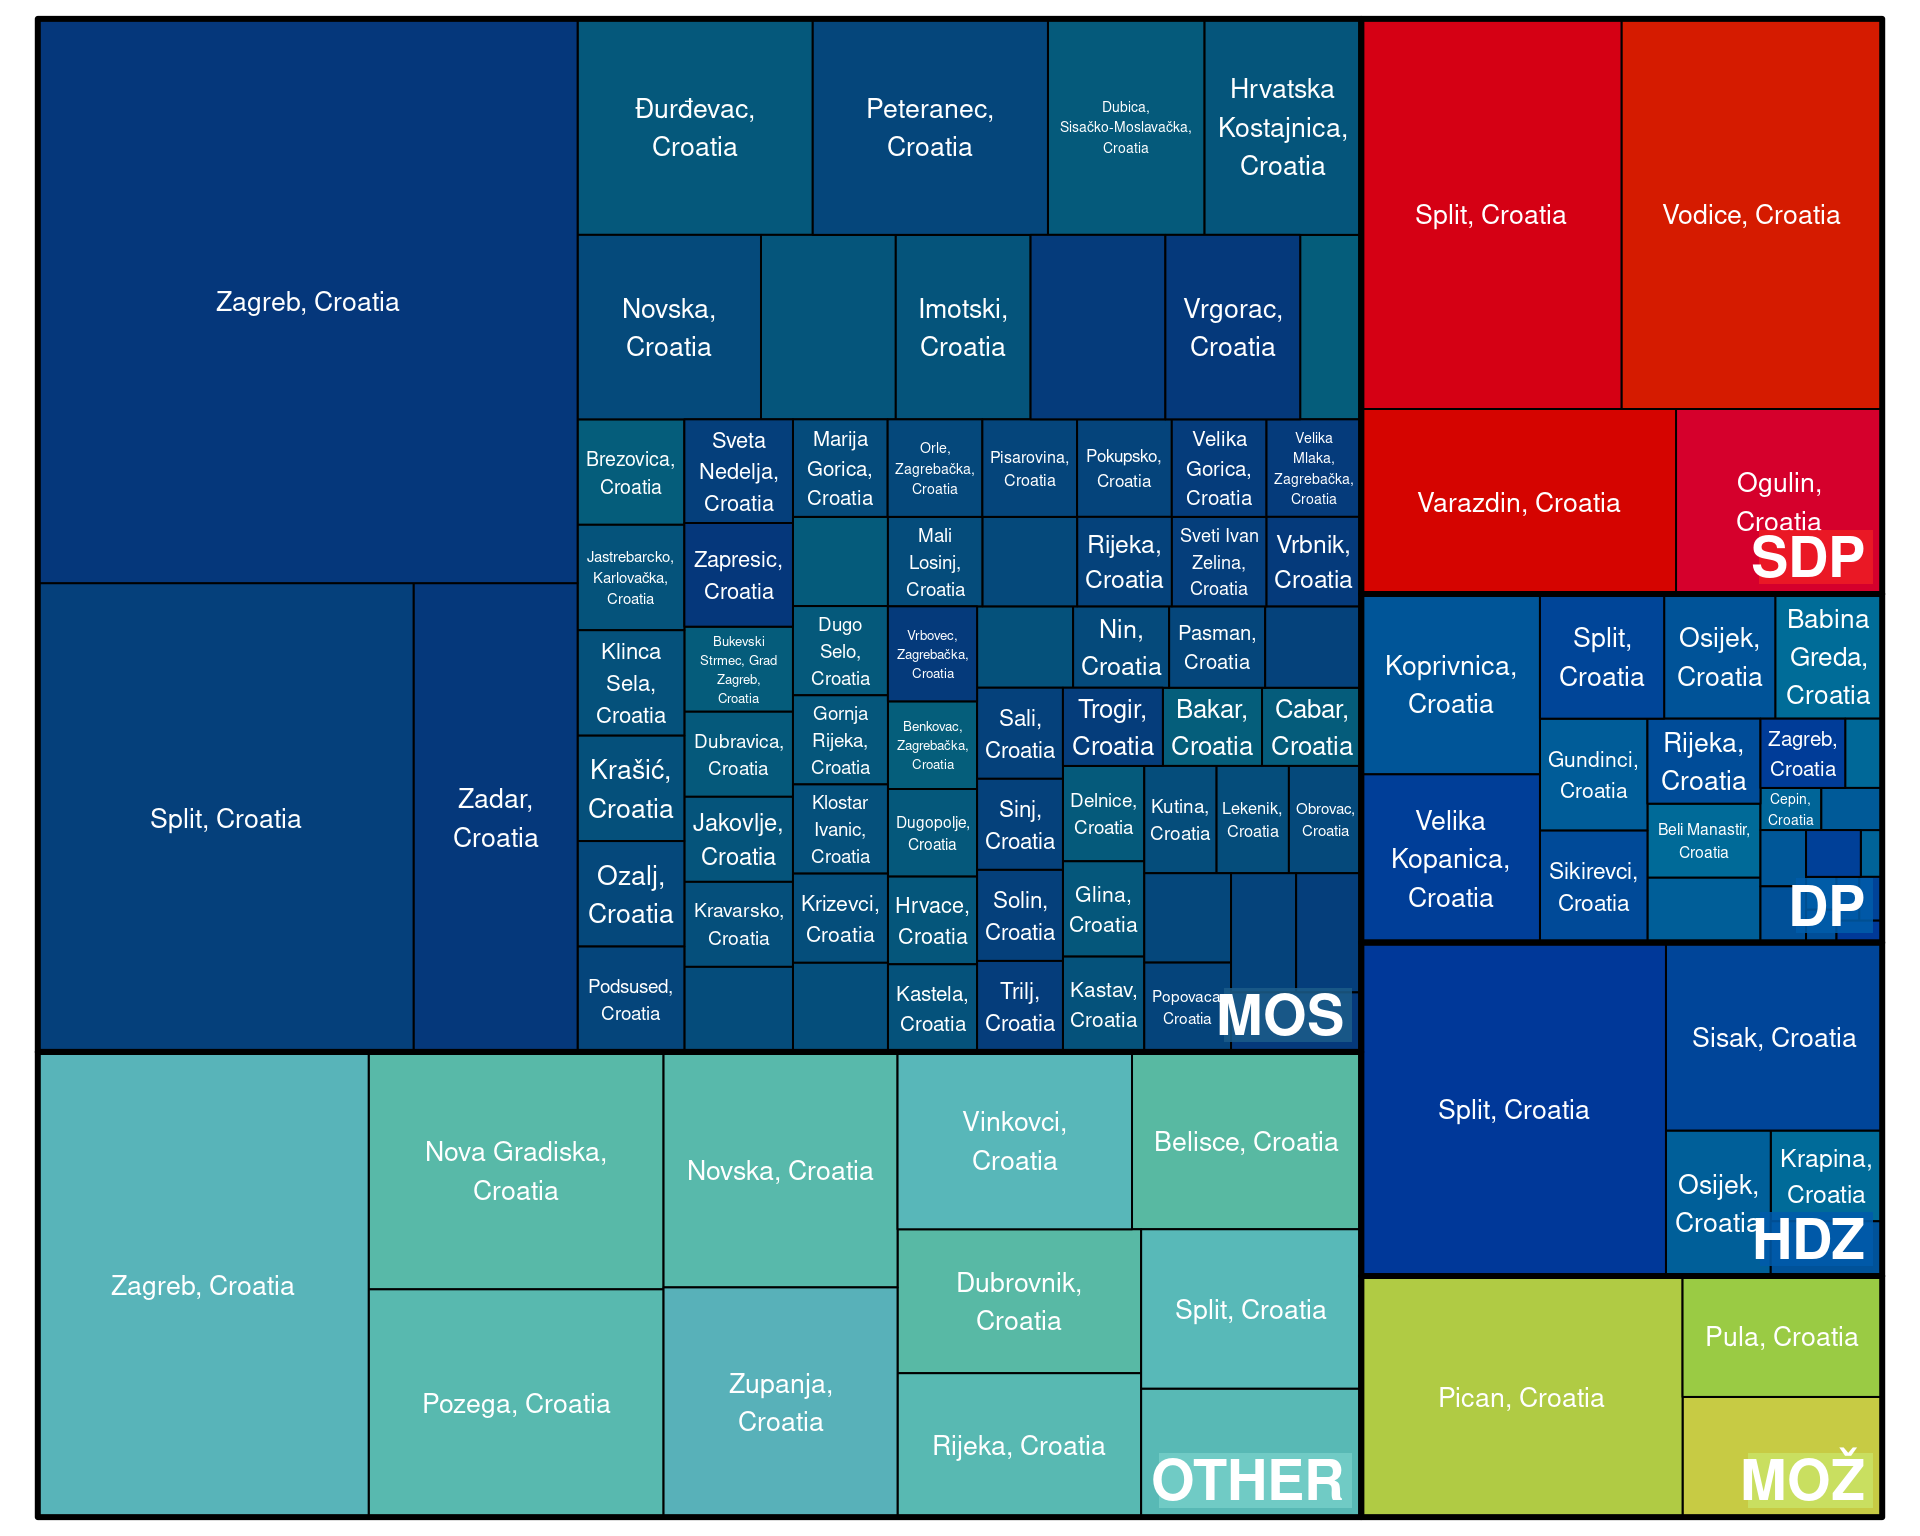 Zagreb, Croatia
Split, Croatia
Zadar,
Croatia
Đurđevac,
Croatia
Peteranec,
Croatia
Dubica,
Sisačko-Moslavačka,
Croatia
Hrvatska
Kostajnica,
Croatia
Novska,
Croatia
Imotski,
Croatia
Vrgorac,
Croatia
Brezovica,
Croatia
Jastrebarcko,
Karlovačka,
Croatia
Klinca
Sela,
Croatia
Krašić,
Croatia
Ozalj,
Croatia
Podsused,
Croatia
Sveta
Nedelja,
Croatia
Zapresic,
Croatia
Bukevski
Strmec, Grad
Zagreb,
Croatia
Dubravica,
Croatia
Jakovlje,
Croatia
Kravarsko,
Croatia
Marija
Gorica,
Croatia
Dugo
Selo,
Croatia
Gornja
Rijeka,
Croatia
Klostar
Ivanic,
Croatia
Krizevci,
Croatia
Orle,
Zagrebačka,
Croatia
Pisarovina,
Croatia
Pokupsko,
Croatia
Velika
Gorica,
Croatia
Velika
Mlaka,
Zagrebačka,
Croatia
Mali
Losinj,
Croatia
Rijeka,
Croatia
Sveti Ivan
Zelina,
Croatia
Vrbnik,
Croatia
Vrbovec,
Zagrebačka,
Croatia
Benkovac,
Zagrebačka,
Croatia
Dugopolje,
Croatia
Hrvace,
Croatia
Kastela,
Croatia
Nin,
Croatia
Pasman,
Croatia
Sali,
Croatia
Sinj,
Croatia
Solin,
Croatia
Trilj,
Croatia
Trogir,
Croatia
Bakar,
Croatia
Cabar,
Croatia
Delnice,
Croatia
Glina,
Croatia
Kastav,
Croatia
Kutina,
Croatia
Lekenik,
Croatia
Obrovac,
Croatia
Popovaca
Croatia
MOS
Zagreb, Croatia
Nova Gradiska,
Croatia
Pozega, Croatia
Novska, Croatia
Zupanja,
Croatia
Vinkovci,
Croatia
Belisce, Croatia
Dubrovnik,
Croatia
Rijeka, Croatia
Split, Croatia
OTHER
Split, Croatia
Vodice, Croatia
Varazdin, Croatia
Ogulin,
Croatia
SDP
Koprivnica,
Croatia
Velika
Kopanica,
Croatia
Split,
Croatia
Osijek,
Croatia
Babina
Greda,
Croatia
Gundinci,
Croatia
Sikirevci,
Croatia
Rijeka,
Croatia
Beli Manastir,
Croatia
Zagreb,
Croatia
Cepin,
Croatia
DP
Split, Croatia
Sisak, Croatia
Osijek,
Croatia
Krapina,
Croatia
HDZ
Pican, Croatia
Pula, Croatia
MOŽ